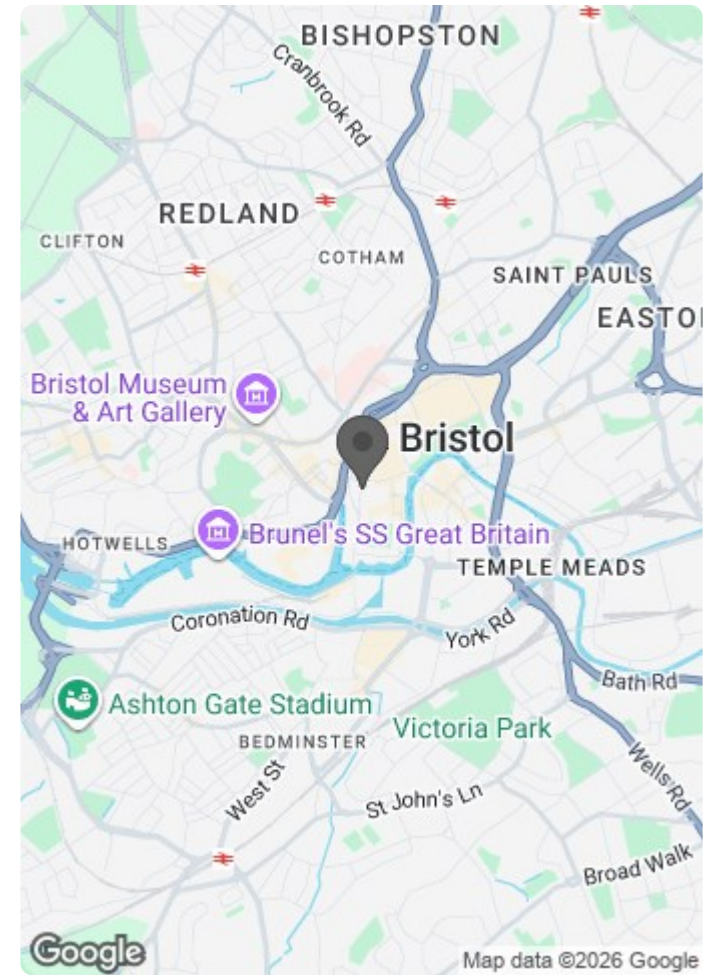 BISHOPSTON
Cranbrook Rd
REDLAND
CLIFTON
COTHAM
SAINT PAULS
EASTO
Bristol Museum
& Art Gallery
Bristol
Brunel's SS Great Britain
HOTWELLS
TEMPLE MEADS
Coronation Rd
York Rd
Bath Rd
Ashton Gate Stadium
Victoria Park
BEDMINSTER
West St
Wells Rd
St John's Ln
Broad Walk
Google
Map data ©2026 Google